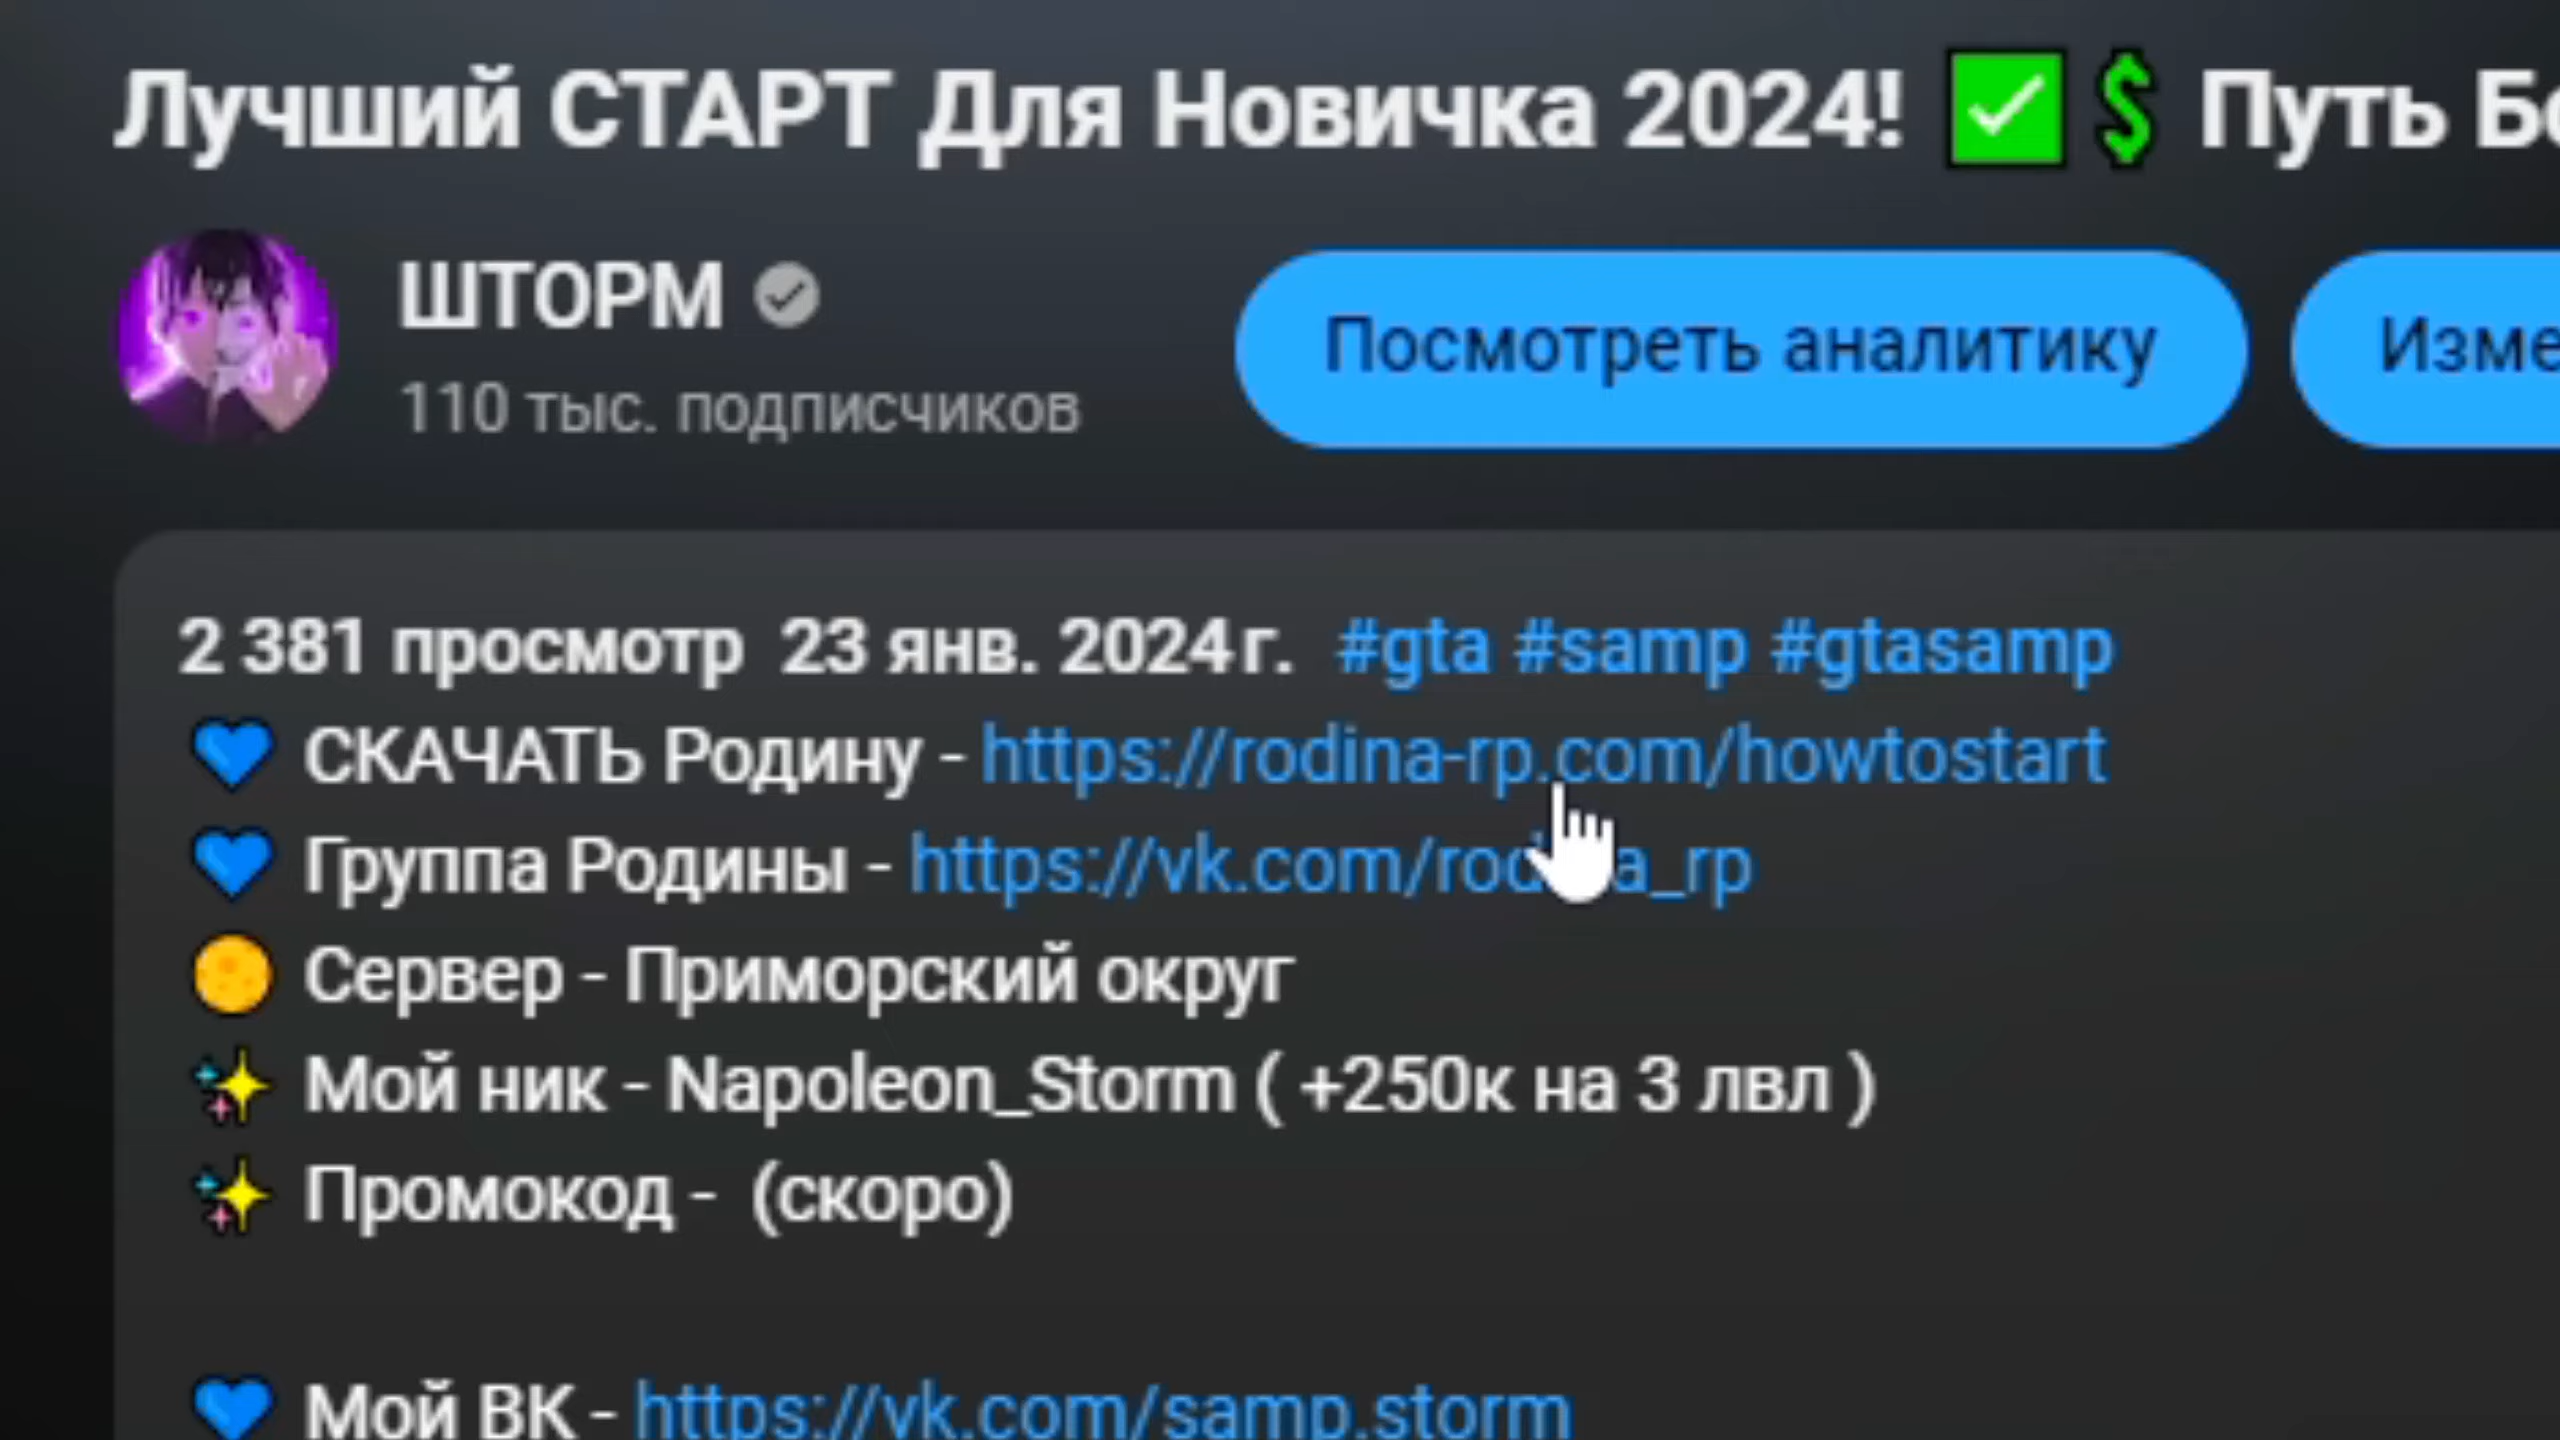 Лучший СТАРТ Для Новичка 2024! ✅💲 Путь
ШТОРМ
110 тыс. подписчиков
Посмотреть аналитику
2 381 просмотр 23 янв. 2024 г. #gta #samp #gtasamp
💙 СКАЧАТЬ Родину - https://rodina-rp.com/howtostart
💙 Группа Родины - https://vk.com/rodina_rp
🌕 Сервер - Приморский округ
✨ Мой ник - Napoleon_Storm ( +250к на 3 лвл )
✨ Промокод - (скоро)
💙 Мой ВК - https://vk.com/samp.storm